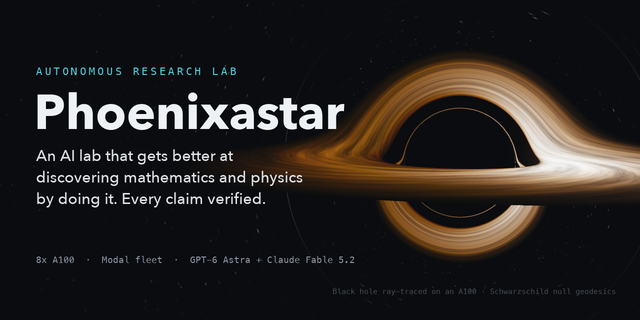 AUTONOMOUS RESEARCH LAB
Phoenixastar
An AI lab that gets better at
discovering mathematics and physics
by doing it. Every claim verified.
8x A100 · Modal fleet · GPT-6 Astra + Claude Fable 5.2
Black hole ray-traced on an A100 · Schwarzschild null geodesics